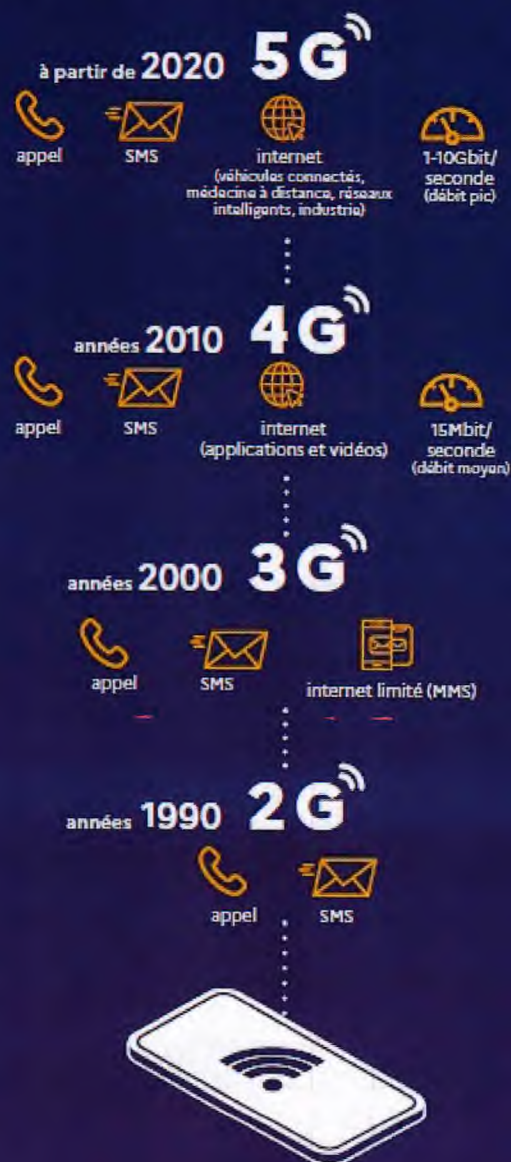 à partir de 2020 5G
appel
SMS
internet
(véhicules connectés,
médecine à distance, réseaux
intelligents, industrie)
1-10Gbit/
seconde
(débit pic)
années 2010 4G
appel
SMS
internet
(applications et vidéos)
15Mbit/
seconde
(débit moyen)
années 2000 3G
appel
SMS
internet limité (MMS)
années 1990 2G
appel
SMS